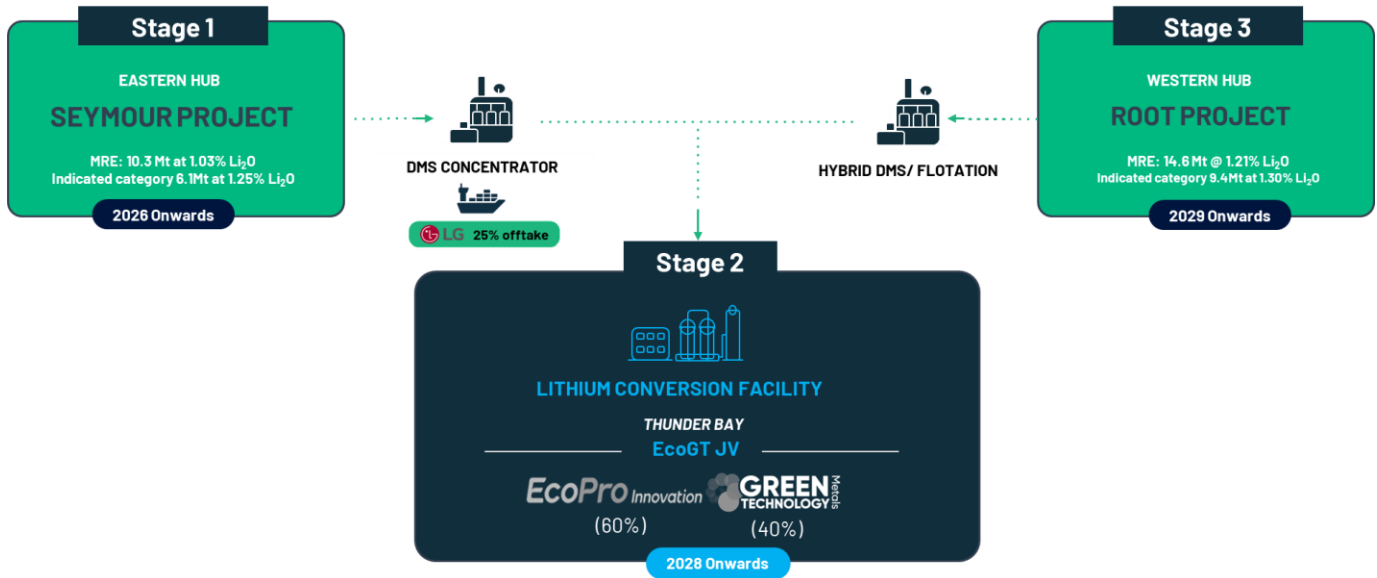 Stage 1
EASTERN HUB
SEYMOUR PROJECT
MRE: 10.3 Mt at 1.03% Li₂O
Indicated category 6.1Mt at 1.25% Li₂O
2026 Onwards
DMS CONCENTRATOR
LG 25% offtake
HYBRID DMS/ FLOTATION
Stage 3
WESTERN HUB
ROOT PROJECT
MRE: 14.6 Mt @ 1.21% Li₂O
Indicated category 9.4Mt at 1.30% Li₂O
2029 Onwards
Stage 2
LITHIUM CONVERSION FACILITY
THUNDER BAY
EcoGT JV
EcoPro Innovation
(60%)
GREEN
TECHNOLOGY
Metals
(40%)
2028 Onwards